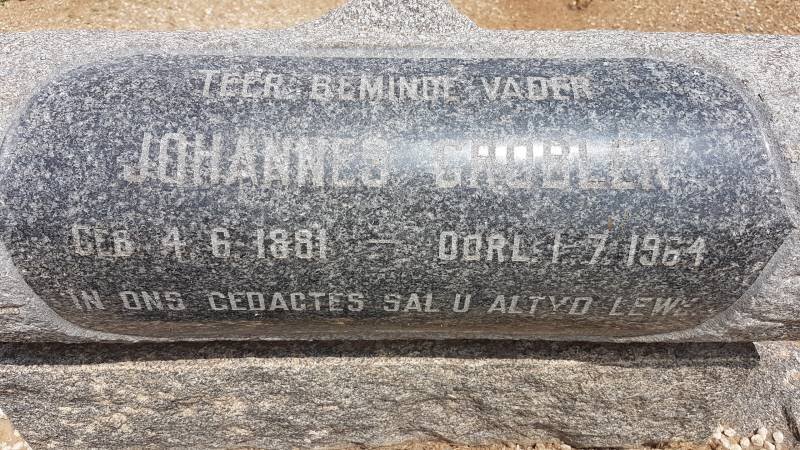 TEER BEMINDE VADER
JOHANNES GROBLER
GEB. 4. 6. 1881 — OORL. 1. 7. 1964
IN ONS GEDAGTES SAL U ALTYD LEWE